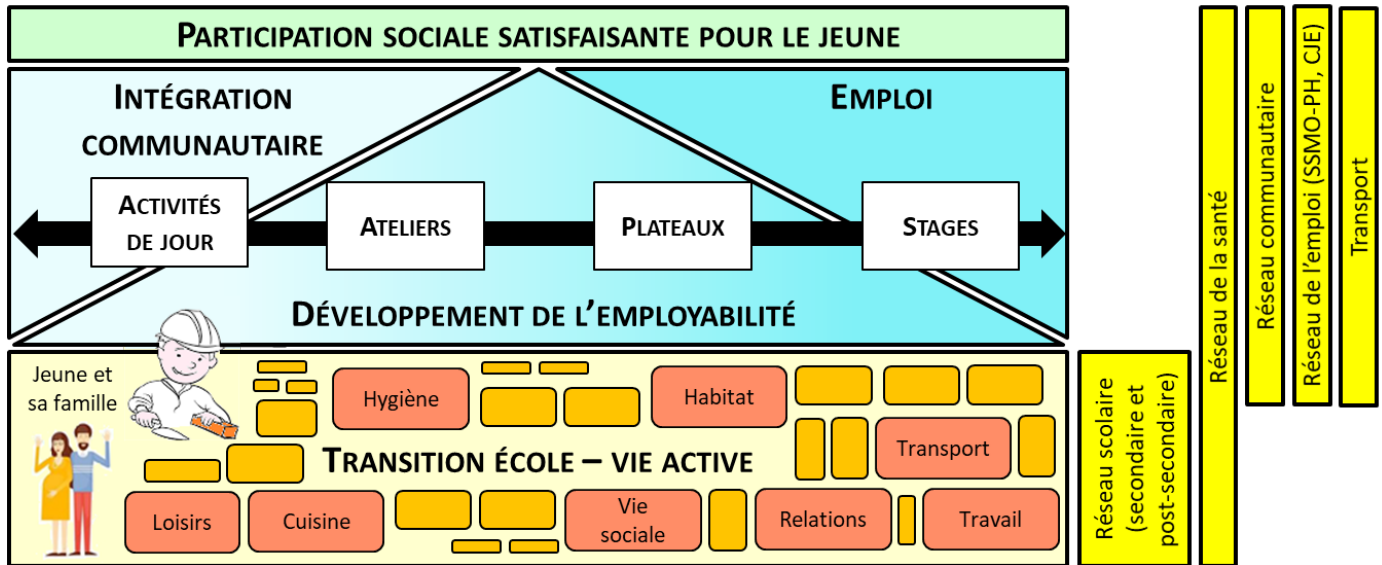 PARTICIPATION SOCIALE SATISFAISANTE POUR LE JEUNE
INTÉGRATION
COMMUNAUTAIRE
EMPLOI
ACTIVITÉS
DE JOUR
ATELIERS
PLATEAUX
STAGES
DÉVELOPPEMENT DE L'EMPLOYABILITÉ
Jeune et
sa famille
Hygiène
Habitat
Transport
TRANSITION ÉCOLE – VIE ACTIVE
Loisirs
Cuisine
Vie
sociale
Relations
Travail
Réseau scolaire
(secondaire et
post-secondaire)
Réseau de la santé
Réseau communautaire
Réseau de l'emploi (SSMO-PH, CJE)
Transport